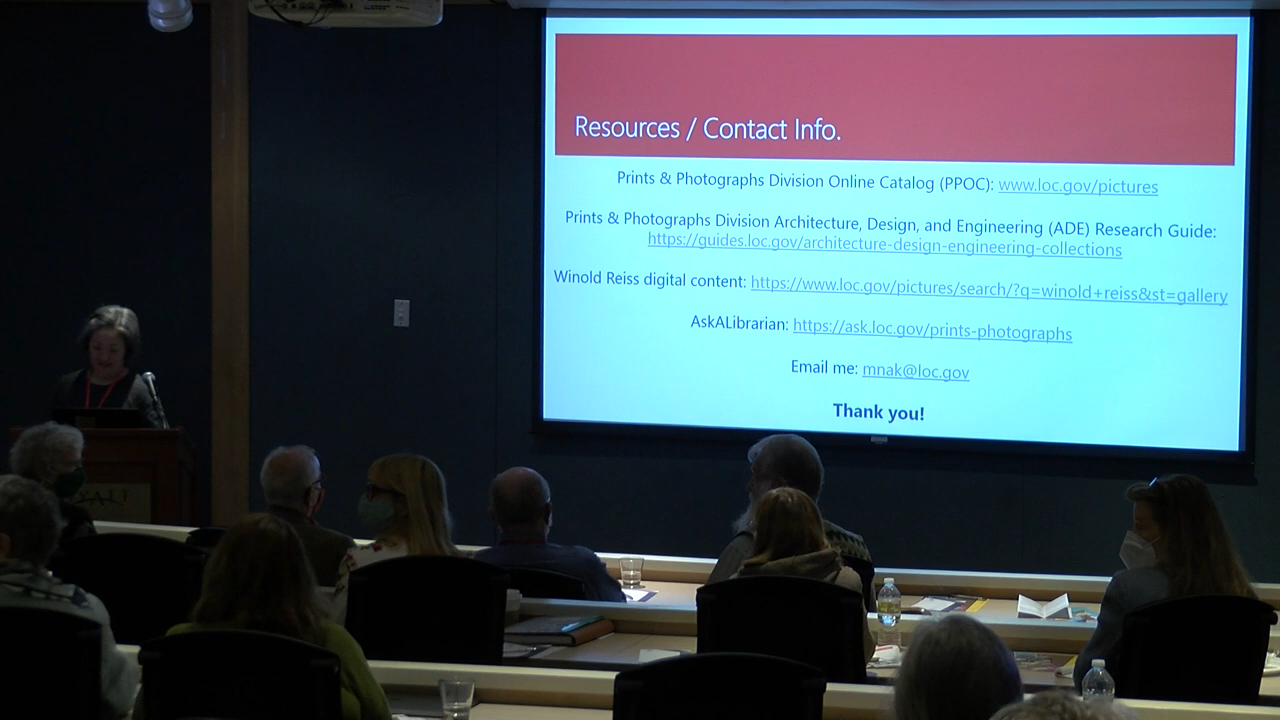 Resources / Contact Info.
Prints & Photographs Division Online Catalog (PPOC): www.loc.gov/pictures
Prints & Photographs Division Architecture, Design, and Engineering (ADE) Research Guide:
https://guides.loc.gov/architecture-design-engineering-collections
Winold Reiss digital content: https://www.loc.gov/pictures/search/?q=winold+reiss&st=gallery
AskALibrarian: https://ask.loc.gov/prints-photographs
Email me: mnak@loc.gov
Thank you!